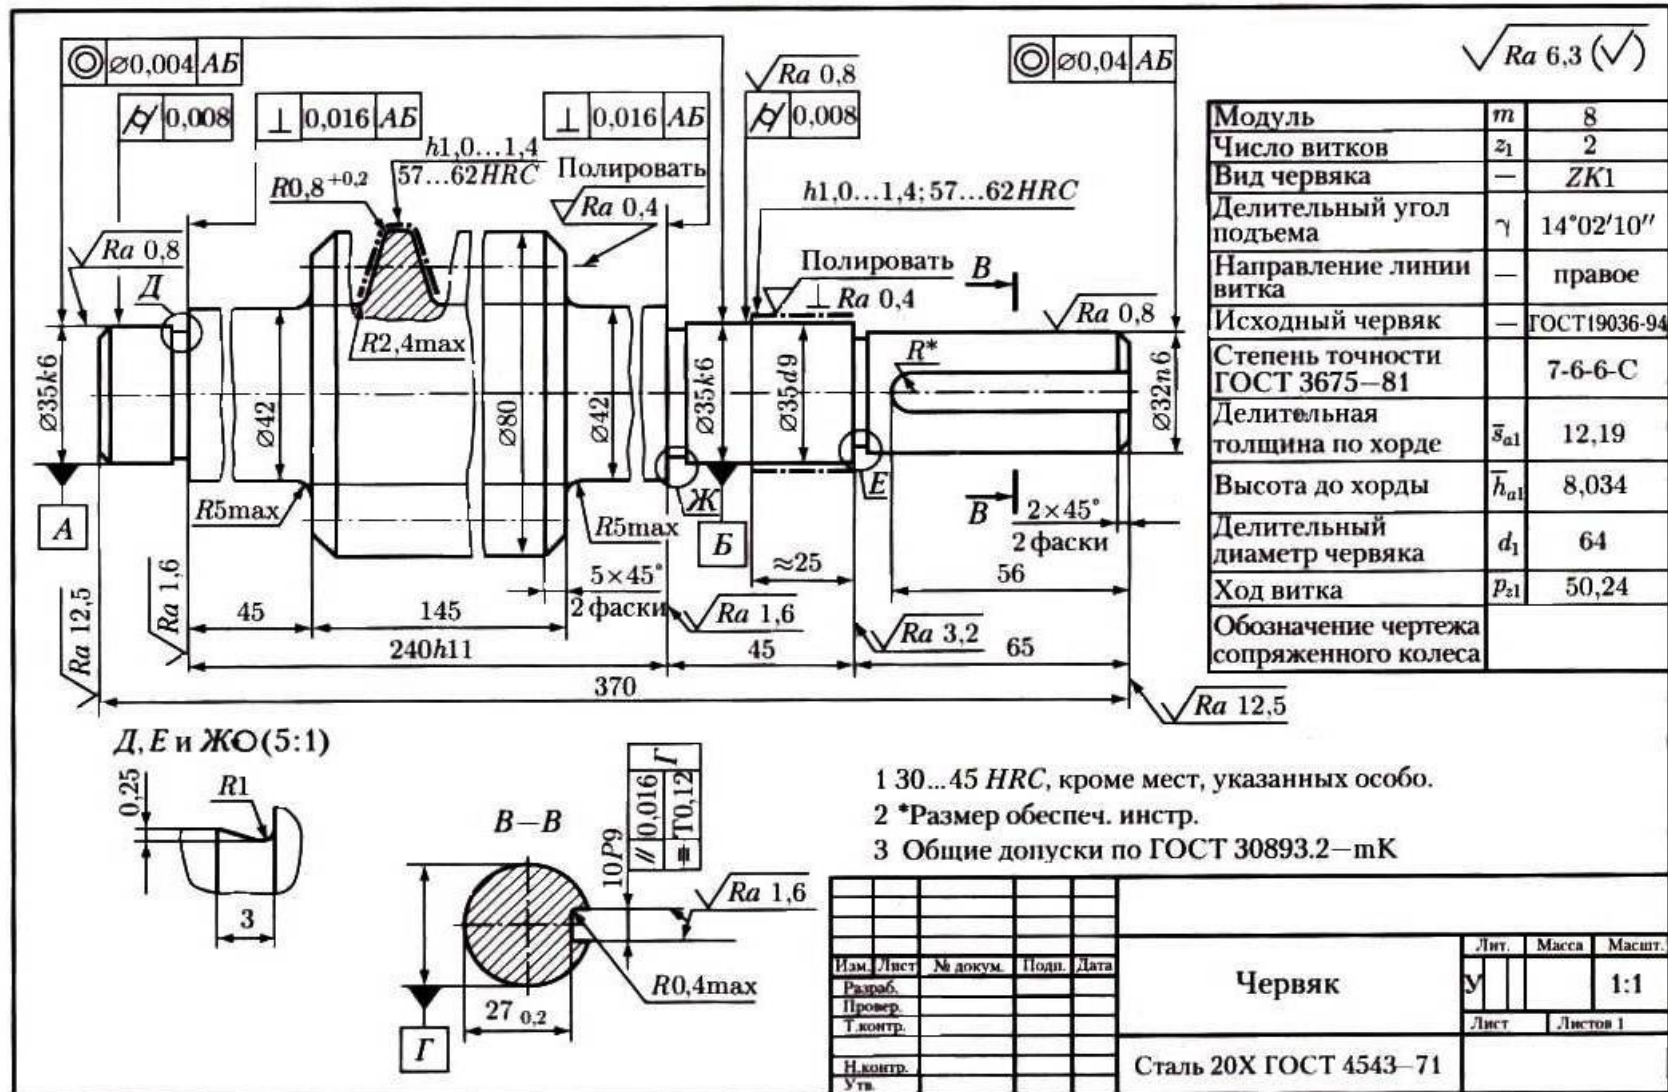 ⌀0,004 АБ
⌀0,04 АБ
Ra 6,3 (√)
Ra 0,8
0,008
⊥ 0,016 АБ
⊥ 0,016 АБ
0,008
h1,0...1,4
57...62HRC
Полировать
R0,8 +0,2
Ra 0,4
h1,0...1,4; 57...62HRC
Ra 0,8
Д
Полировать
⊥ Ra 0,4
В
Ra 0,8
R2,4max
R*
⌀35k6
⌀42
⌀80
⌀42
⌀35k6
⌀35d9
⌀32n6
R5max
R5max
Ж
Е
А
Б
В
2×45°
2 фаски
≈25
56
5×45°
2 фаски
Ra 12,5
Ra 1,6
45
145
Ra 1,6
Ra 3,2
240h11
45
65
370
Ra 12,5
Модуль m 8
Число витков z1 2
Вид червяка — ZK1
Делительный угол
подъема γ 14°02′10″
Направление линии
витка — правое
Исходный червяк — ГОСТ19036-94
Степень точности
ГОСТ 3675–81 7-6-6-С
Делительная
толщина по хорде s̅a1 12,19
Высота до хорды h̅a1 8,034
Делительный
диаметр червяка d1 64
Ход витка pz1 50,24
Обозначение чертежа
сопряженного колеса
Д, Е и ЖО(5:1)
0,25
R1
3
В–В
10P9
// 0,016 Г
T0,12
Ra 1,6
R0,4max
27 0,2
Г
1 30...45 HRC, кроме мест, указанных особо.
2 *Размер обеспеч. инстр.
3 Общие допуски по ГОСТ 30893.2–mK
Изм. Лист № докум. Подп. Дата
Разраб.
Провер.
Т.контр.
Н.контр.
Утв.
Червяк
Лит. Масса Масшт.
У 1:1
Лист Листов 1
Сталь 20Х ГОСТ 4543–71